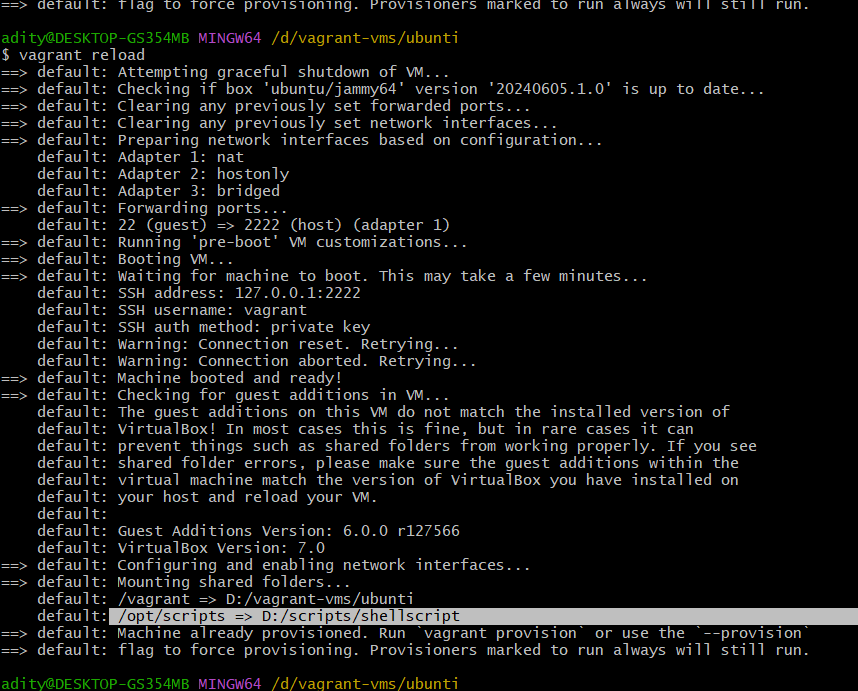 ==> default: flag to force provisioning. Provisioners marked to run always will still run.
adity@DESKTOP-GS354MB MINGW64 /d/vagrant-vms/ubunti
$ vagrant reload
==> default: Attempting graceful shutdown of VM...
==> default: Checking if box 'ubuntu/jammy64' version '20240605.1.0' is up to date...
==> default: Clearing any previously set forwarded ports...
==> default: Clearing any previously set network interfaces...
==> default: Preparing network interfaces based on configuration...
    default: Adapter 1: nat
    default: Adapter 2: hostonly
    default: Adapter 3: bridged
==> default: Forwarding ports...
    default: 22 (guest) => 2222 (host) (adapter 1)
==> default: Running 'pre-boot' VM customizations...
==> default: Booting VM...
==> default: Waiting for machine to boot. This may take a few minutes...
    default: SSH address: 127.0.0.1:2222
    default: SSH username: vagrant
    default: SSH auth method: private key
    default: Warning: Connection reset. Retrying...
    default: Warning: Connection aborted. Retrying...
==> default: Machine booted and ready!
==> default: Checking for guest additions in VM...
    default: The guest additions on this VM do not match the installed version of
    default: VirtualBox! In most cases this is fine, but in rare cases it can
    default: prevent things such as shared folders from working properly. If you see
    default: shared folder errors, please make sure the guest additions within the
    default: virtual machine match the version of VirtualBox you have installed on
    default: your host and reload your VM.
    default:
    default: Guest Additions Version: 6.0.0 r127566
    default: VirtualBox Version: 7.0
==> default: Configuring and enabling network interfaces...
==> default: Mounting shared folders...
    default: /vagrant => D:/vagrant-vms/ubunti
    default: /opt/scripts => D:/scripts/shellscript
==> default: Machine already provisioned. Run `vagrant provision` or use the `--provision`
==> default: flag to force provisioning. Provisioners marked to run always will still run.
adity@DESKTOP-GS354MB MINGW64 /d/vagrant-vms/ubunti